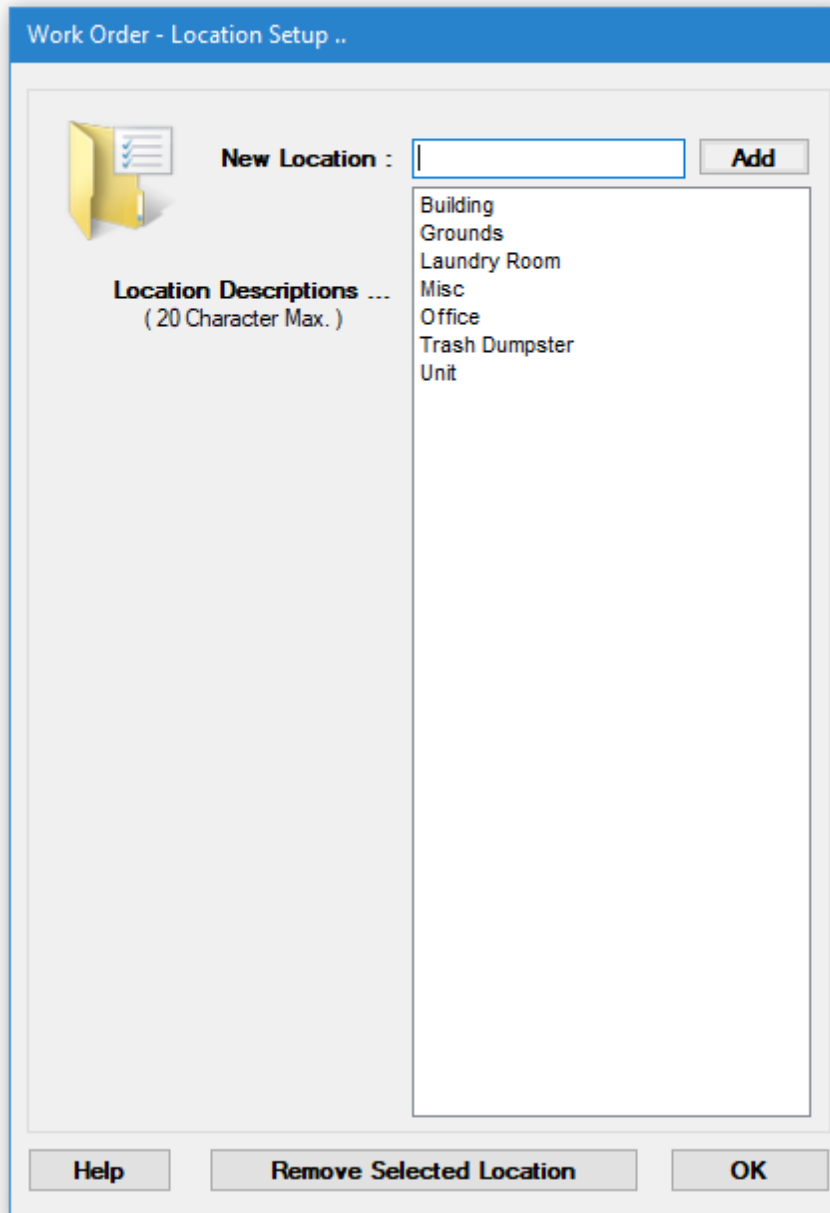 Work Order - Location Setup ..
New Location :
Add
Building
Grounds
Laundry Room
Location Descriptions ...
Misc
( 20 Character Max. )
Office
Trash Dumpster
Unit
Help
Remove Selected Location
OK